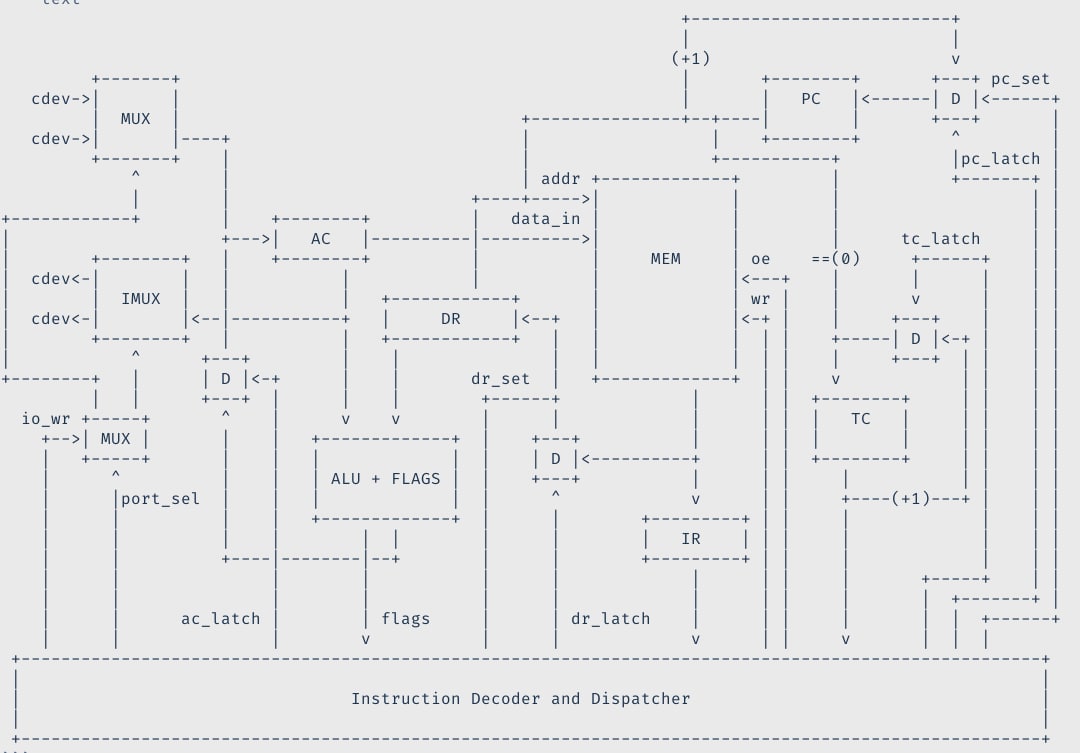 text
(+1)
pc_set
cdev-> MUX PC D
cdev->
pc_latch
addr
data_in
AC tc_latch
MEM oe ==(0)
cdev<-
IMUX wr
cdev<- DR
D
D dr_set
io_wr TC
MUX
D
ALU + FLAGS
port_sel (+1)
IR
ac_latch flags dr_latch
Instruction Decoder and Dispatcher